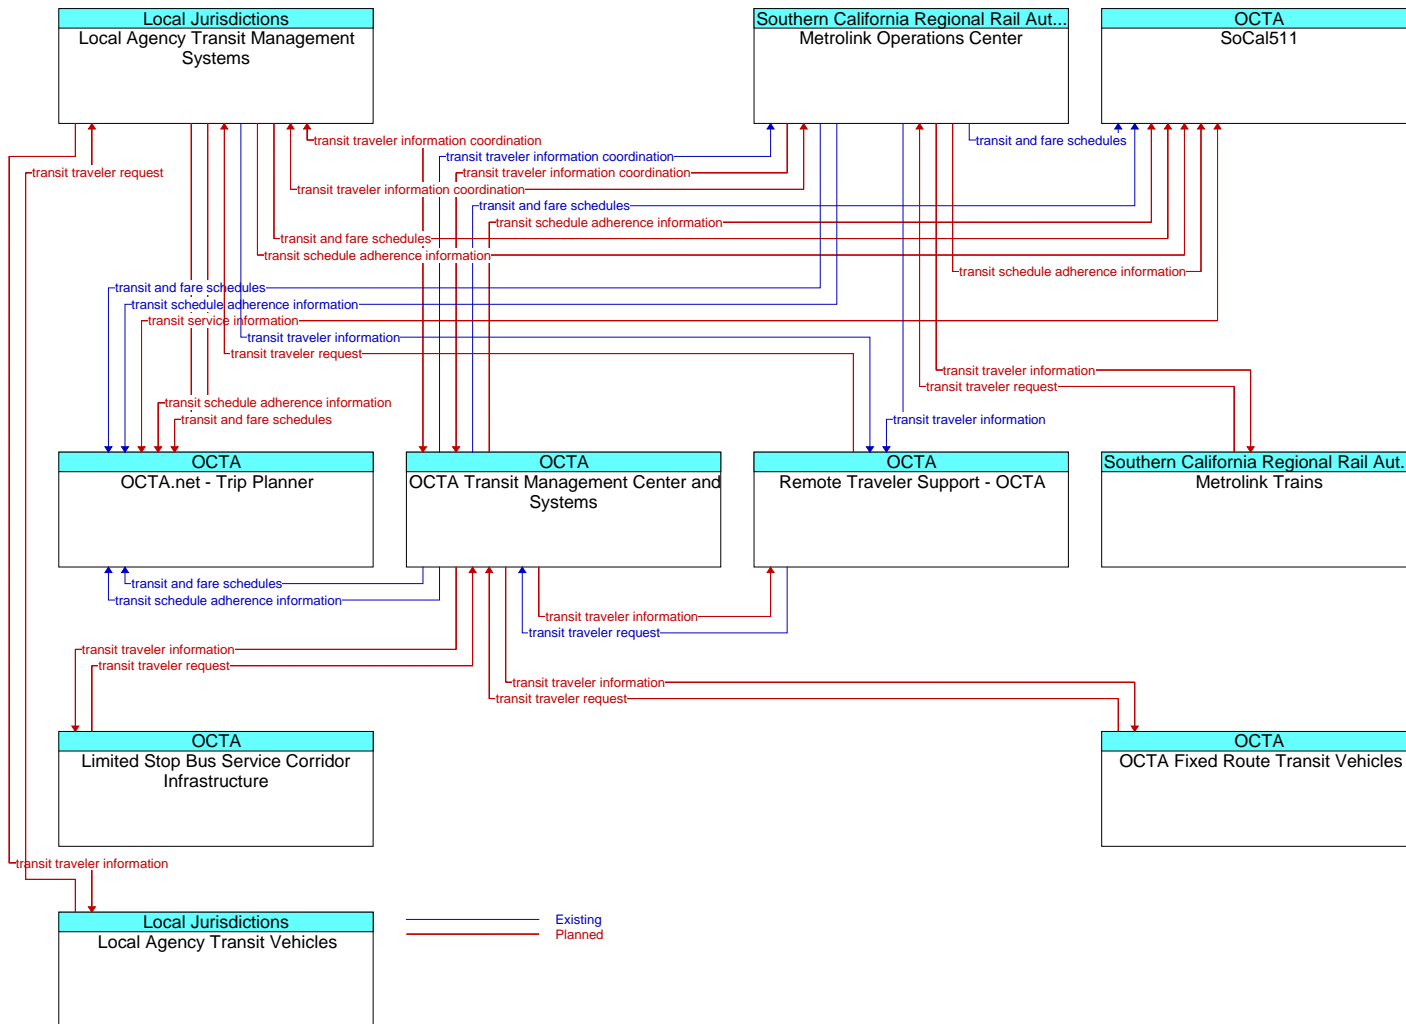 Local Jurisdictions
Local Agency Transit Management
Systems
Southern California Regional Rail Aut...
Metrolink Operations Center
OCTA
SoCal511
transit traveler information coordination
transit and fare schedules
transit traveler information coordination
transit traveler request
transit traveler information coordination
transit traveler information coordination
transit and fare schedules
transit schedule adherence information
transit and fare schedules
transit schedule adherence information
transit schedule adherence information
transit and fare schedules
transit schedule adherence information
transit service information
transit traveler information
transit traveler request
transit traveler information
transit traveler request
transit schedule adherence information
transit and fare schedules
transit traveler information
OCTA
OCTA.net - Trip Planner
OCTA
OCTA Transit Management Center and
Systems
OCTA
Remote Traveler Support - OCTA
Southern California Regional Rail Aut..
Metrolink Trains
transit and fare schedules
transit schedule adherence information
transit traveler information
transit traveler request
transit traveler information
transit traveler request
transit traveler information
transit traveler request
OCTA
Limited Stop Bus Service Corridor
Infrastructure
OCTA
OCTA Fixed Route Transit Vehicles
transit traveler information
Local Jurisdictions
Local Agency Transit Vehicles
Existing
Planned